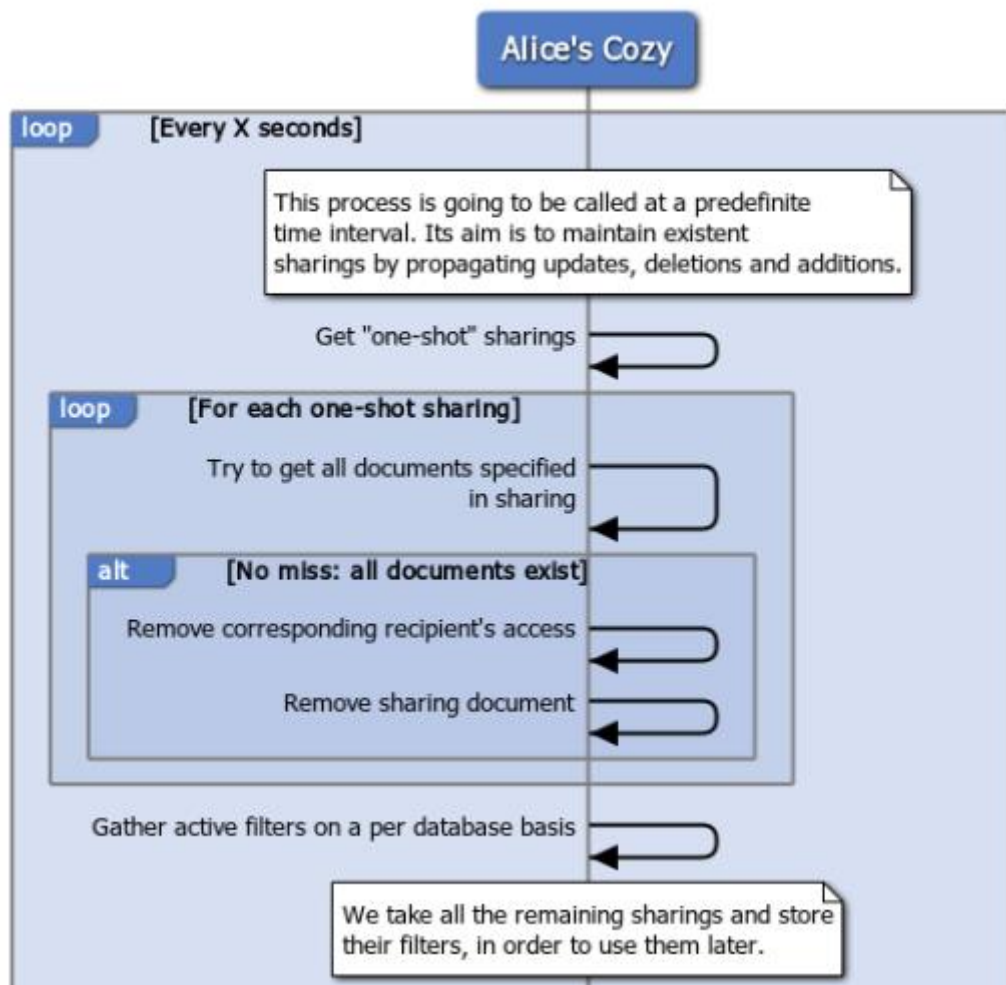 Alice's Cozy
loop [Every X seconds]
This process is going to be called at a predefinite
time interval. Its aim is to maintain existent
sharings by propagating updates, deletions and additions.
Get "one-shot" sharings
loop [For each one-shot sharing]
Try to get all documents specified
in sharing
alt [No miss: all documents exist]
Remove corresponding recipient's access
Remove sharing document
Gather active filters on a per database basis
We take all the remaining sharings and store
their filters, in order to use them later.